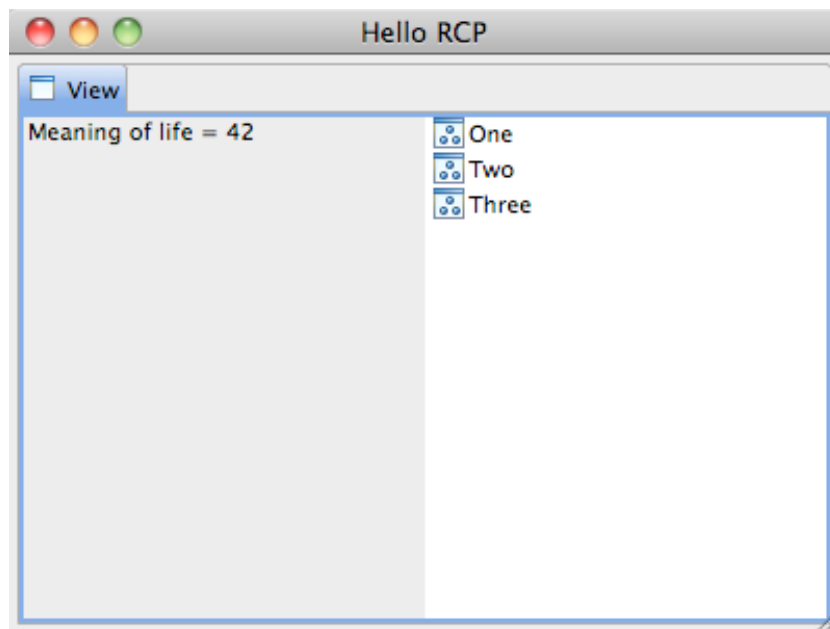 Hello RCP
View
Meaning of life = 42
One
Two
Three